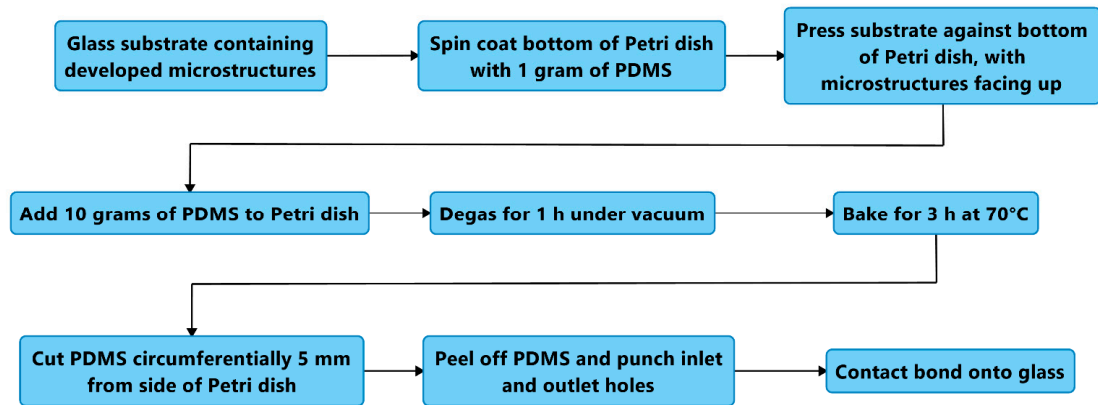 Glass substrate containing
developed microstructures
Spin coat bottom of Petri dish
with 1 gram of PDMS
Press substrate against bottom
of Petri dish, with
microstructures facing up
Add 10 grams of PDMS to Petri dish
Degas for 1 h under vacuum
Bake for 3 h at 70°C
Cut PDMS circumferentially 5 mm
from side of Petri dish
Peel off PDMS and punch inlet
and outlet holes
Contact bond onto glass